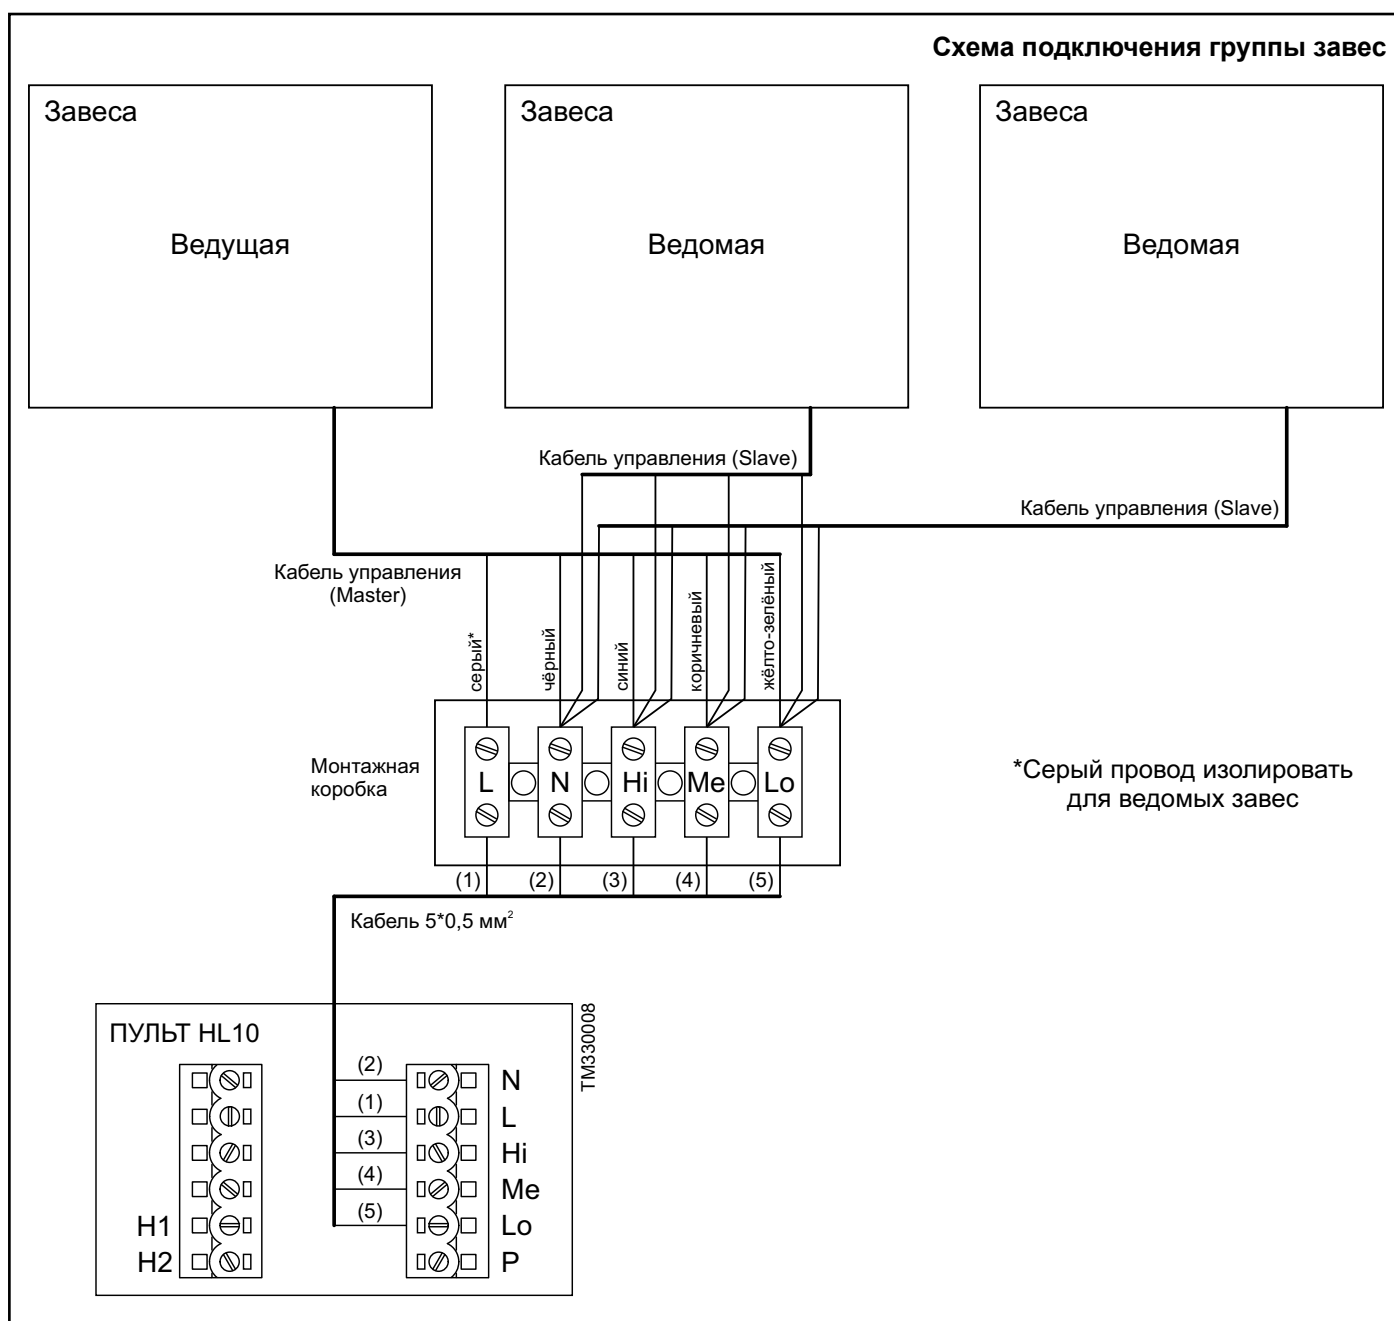 Схема подключения группы завес
Завеса
Ведущая
Завеса
Ведомая
Завеса
Ведомая
Кабель управления (Slave)
Кабель управления (Slave)
Кабель управления
(Master)
серый*
чёрный
синий
коричневый
жёлто-зелёный
Монтажная
коробка
L
N
Hi
Me
Lo
*Серый провод изолировать
для ведомых завес
(1)
(2)
(3)
(4)
(5)
Кабель 5*0,5 мм²
ПУЛЬТ HL10
TM330008
(2)
N
(1)
L
(3)
Hi
(4)
Me
H1
(5)
Lo
H2
P